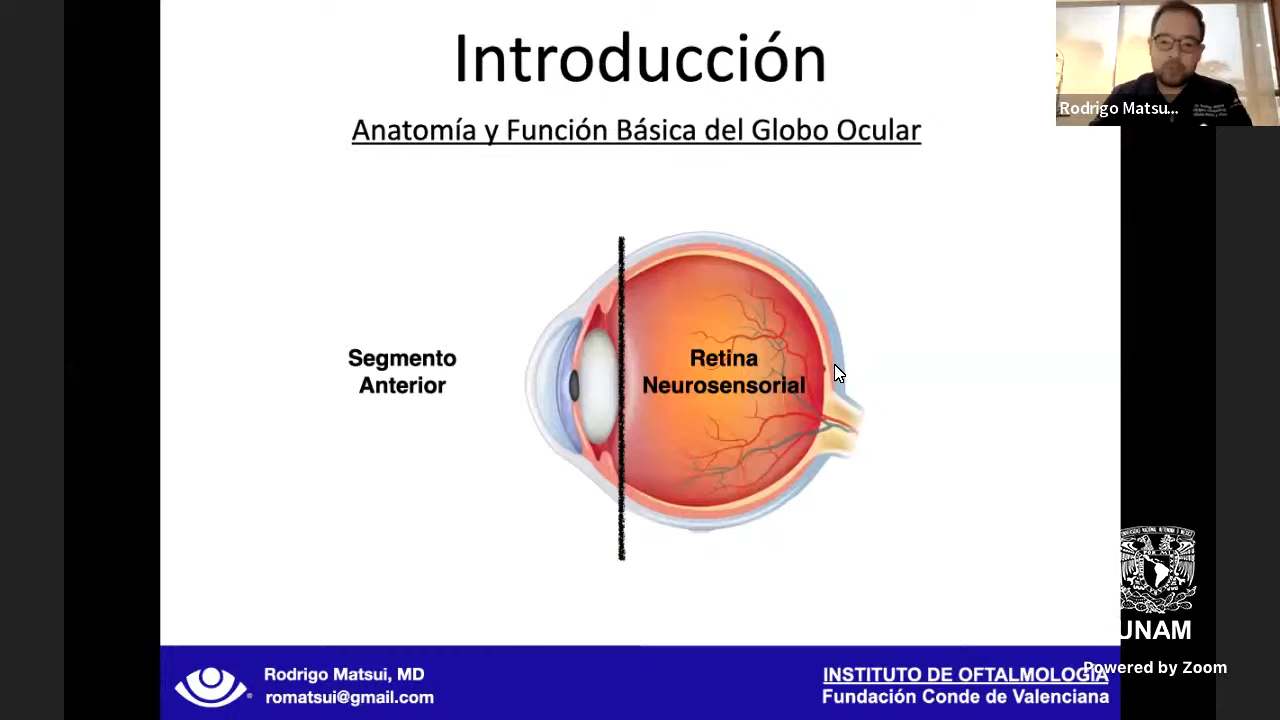 Introducción
Anatomía y Función Básica del Globo Ocular
Rodrigo Matsu...
Segmento
Anterior
Retina
Neurosensorial
UNAM
Powered by Zoom
Rodrigo Matsui, MD
romatsui@gmail.com
INSTITUTO DE OFTALMOLOGÍA
Fundación Conde de Valenciana